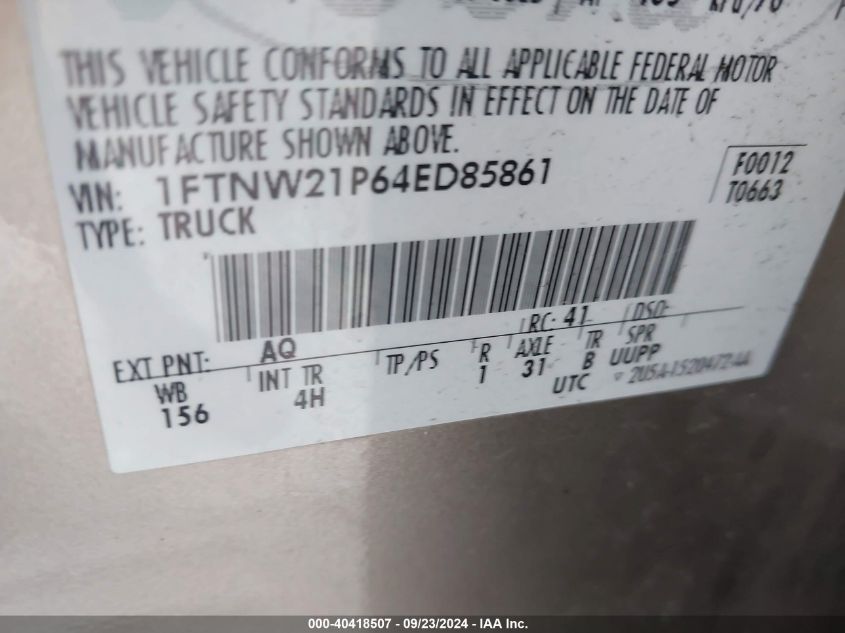 THIS VEHICLE CONFORMS TO ALL APPLICABLE FEDERAL MOTOR
VEHICLE SAFETY STANDARDS IN EFFECT ON THE DATE OF
MANUFACTURE SHOWN ABOVE.
VIN: 1FTNW21P64ED85861
F0012
T0663
TYPE: TRUCK
EXT PNT: AQ RC: 41 DSO:
WB INT TR TP/PS R AXLE TR SPR
156 4H 1 31 B UUPP
UTC
000-40418507 - 09/23/2024 - IAA Inc.